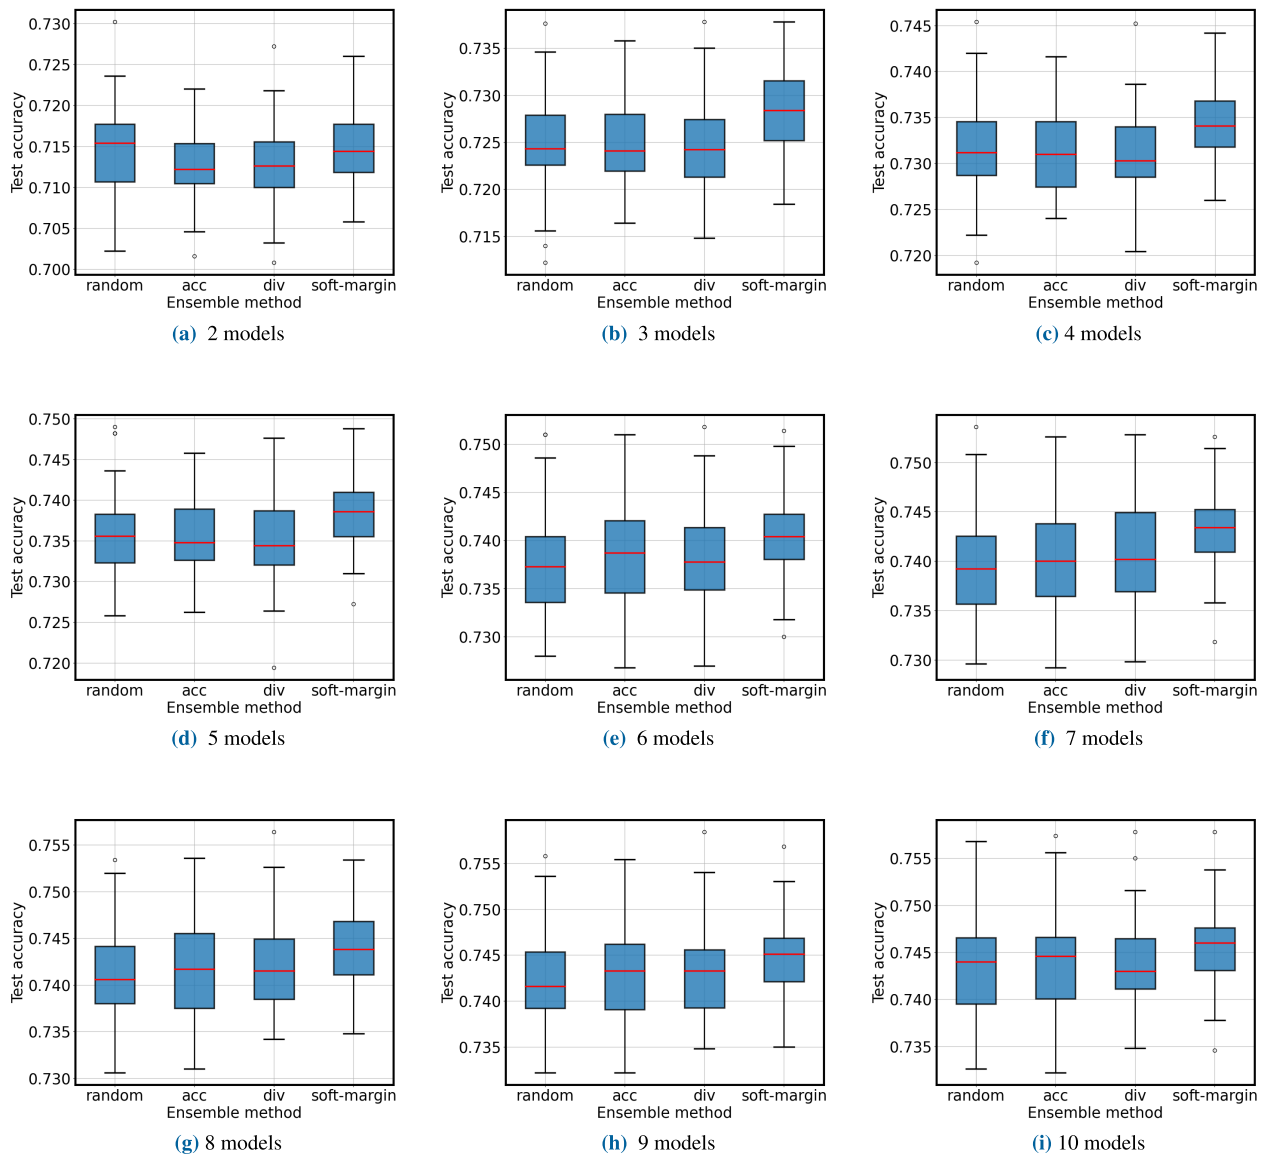 0.730
0.725
0.720
0.715
0.710
0.705
0.700
Test accuracy
random acc div soft-margin
Ensemble method
(a) 2 models
0.735
0.730
0.725
0.720
0.715
Test accuracy
random acc div soft-margin
Ensemble method
(b) 3 models
0.745
0.740
0.735
0.730
0.725
0.720
Test accuracy
random acc div soft-margin
Ensemble method
(c) 4 models
0.750
0.745
0.740
0.735
0.730
0.725
0.720
Test accuracy
random acc div soft-margin
Ensemble method
(d) 5 models
0.750
0.745
0.740
0.735
0.730
Test accuracy
random acc div soft-margin
Ensemble method
(e) 6 models
0.750
0.745
0.740
0.735
0.730
Test accuracy
random acc div soft-margin
Ensemble method
(f) 7 models
0.755
0.750
0.745
0.740
0.735
0.730
Test accuracy
random acc div soft-margin
Ensemble method
(g) 8 models
0.755
0.750
0.745
0.740
0.735
Test accuracy
random acc div soft-margin
Ensemble method
(h) 9 models
0.755
0.750
0.745
0.740
0.735
Test accuracy
random acc div soft-margin
Ensemble method
(i) 10 models